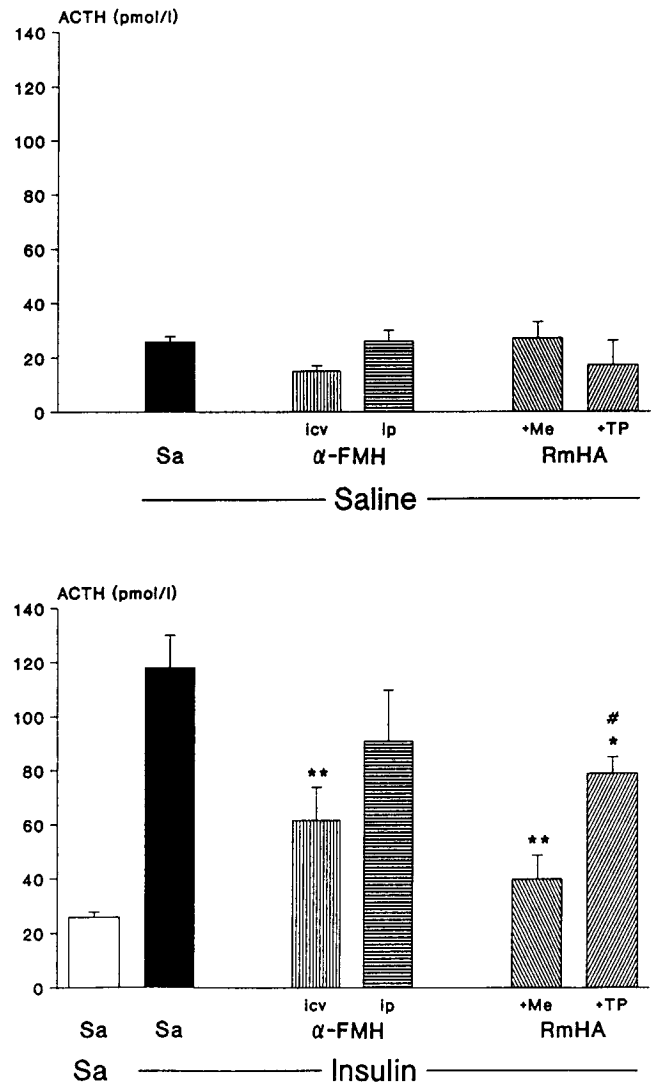 ACTH (pmol/l)
140
120
100
80
60
40
20
0
icv ip +Me +TP
Sa α-FMH RmHA
Saline
ACTH (pmol/l)
140
120
100
80
60
40
20
0
** ** # *
icv ip +Me +TP
Sa Sa α-FMH RmHA
Sa Insulin